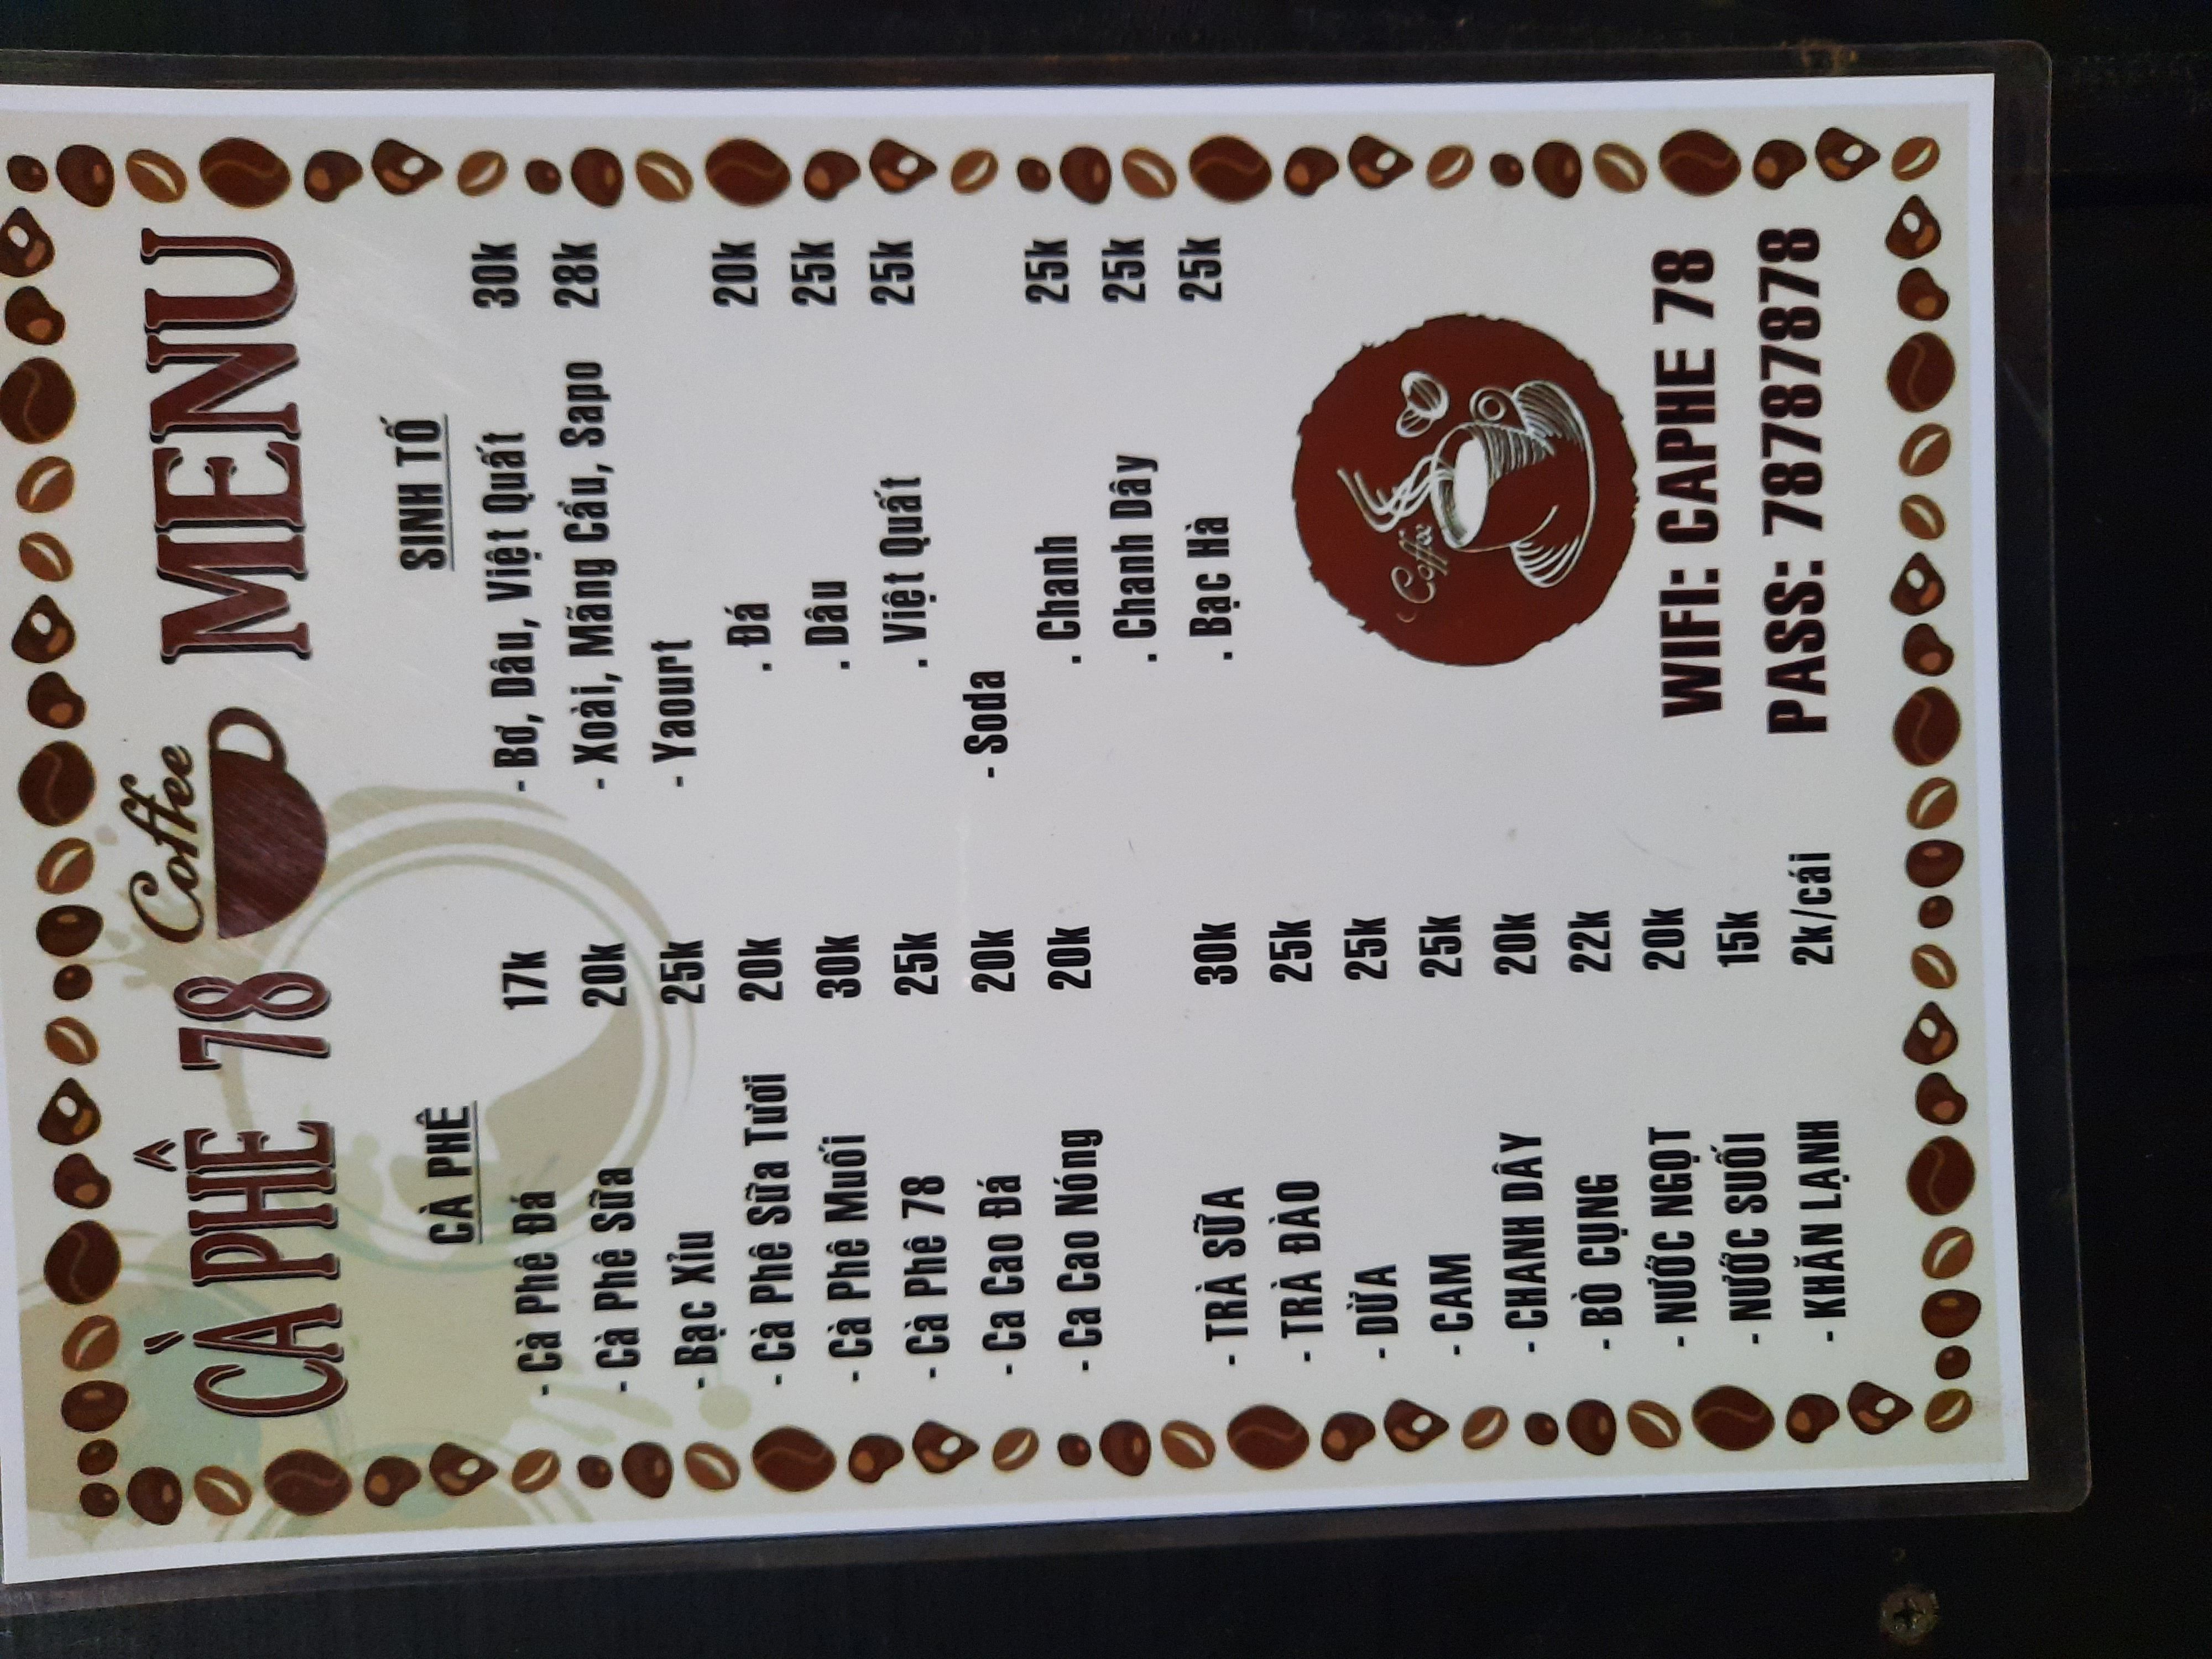 CÀ PHÊ 78 Coffee MENU
CÀ PHÊ
- Cà Phê Đá 17k
- Cà Phê Sữa 20k
- Bạc Xỉu 25k
- Cà Phê Sữa Tươi 20k
- Cà Phê Muối 30k
- Cà Phê 78 25k
- Ca Cao Đá 20k
- Ca Cao Nóng 20k
- TRÀ SỮA 30k
- TRÀ ĐÀO 25k
- DỪA 25k
- CAM 25k
- CHANH DÂY 20k
- BÒ CỤNG 22k
- NƯỚC NGỌT 20k
- NƯỚC SUỐI 15k
- KHĂN LẠNH 2k/cái
SINH TỐ
- Bơ, Dâu, Việt Quất 30k
- Xoài, Mãng Cầu, Sapo 28k
- Yaourt
. Đá 20k
. Dâu 25k
. Việt Quất 25k
- Soda
. Chanh 25k
. Chanh Dây 25k
. Bạc Hà 25k
Coffee
WIFI: CAPHE 78
PASS: 78787878